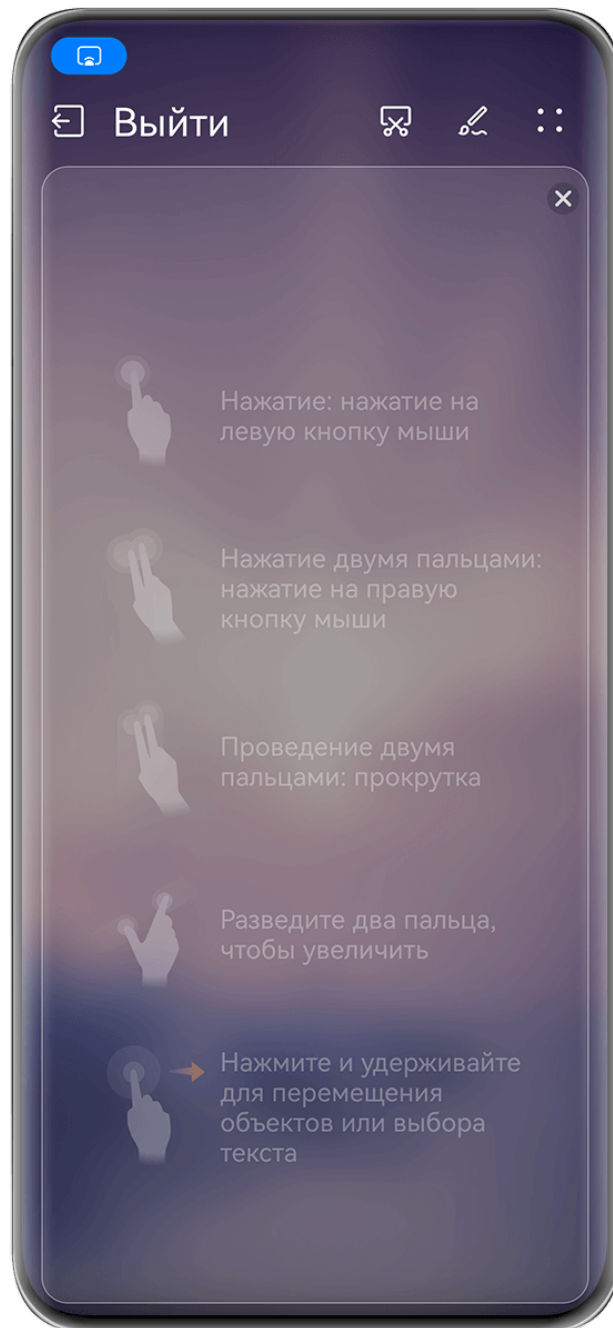 Выйти
Нажатие: нажатие на
левую кнопку мыши
Нажатие двумя пальцами:
нажатие на правую
кнопку мыши
Проведение двумя
пальцами: прокрутка
Разведите два пальца,
чтобы увеличить
Нажмите и удерживайте
для перемещения
объектов или выбора
текста